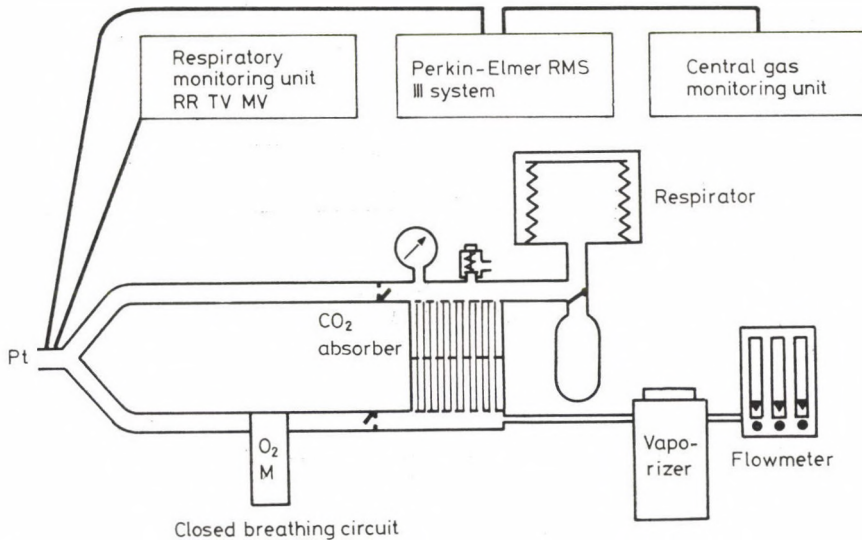 Respiratory
monitoring unit
RR TV MV
Perkin-Elmer RMS
III system
Central gas
monitoring unit
Respirator
CO₂
absorber
Pt
O₂
M
Vapo-
rizer
Flowmeter
Closed breathing circuit